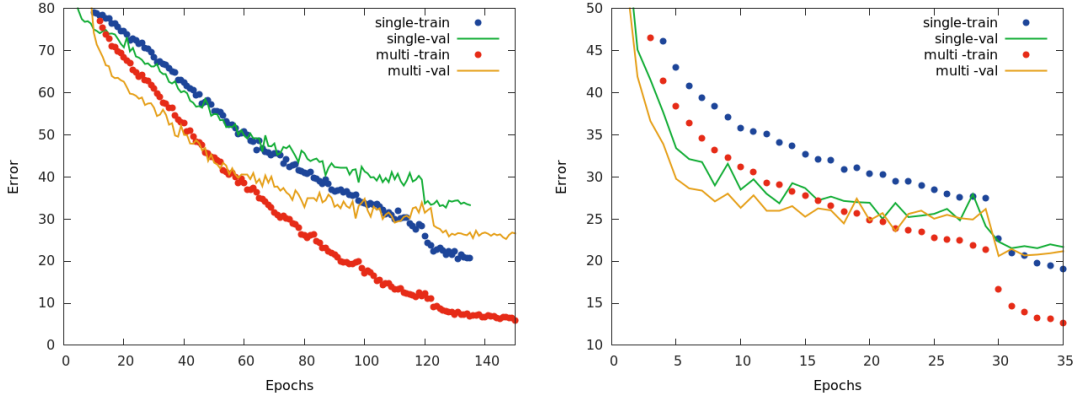 80
70
60
50
40
30
20
10
0
Error
0 20 40 60 80 100 120 140
Epochs
single-train
single-val
multi -train
multi -val
50
45
40
35
30
25
20
15
10
Error
0 5 10 15 20 25 30 35
Epochs
single-train
single-val
multi -train
multi -val